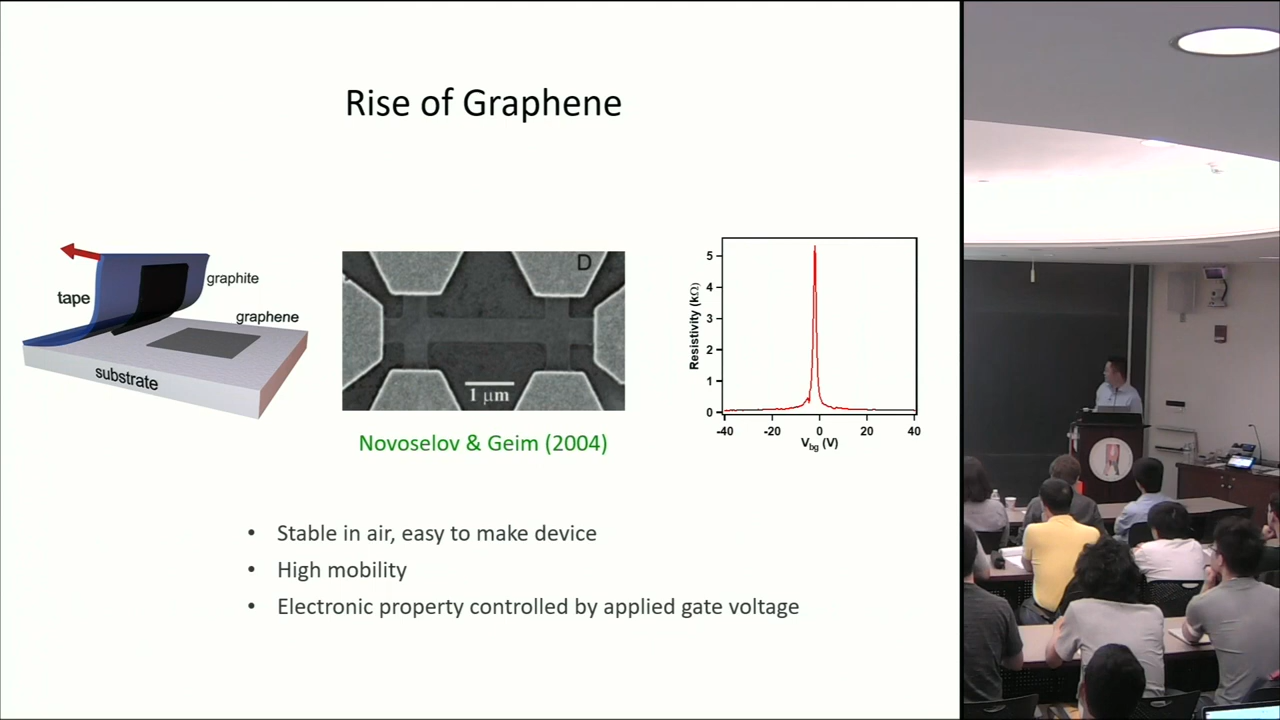 Rise of Graphene
tape
graphite
graphene
substrate
D
1 μm
Novoselov & Geim (2004)
Resistivity (kΩ)
5
4
3
2
1
0
-40 -20 0 20 40
Vbg (V)
• Stable in air, easy to make device
• High mobility
• Electronic property controlled by applied gate voltage